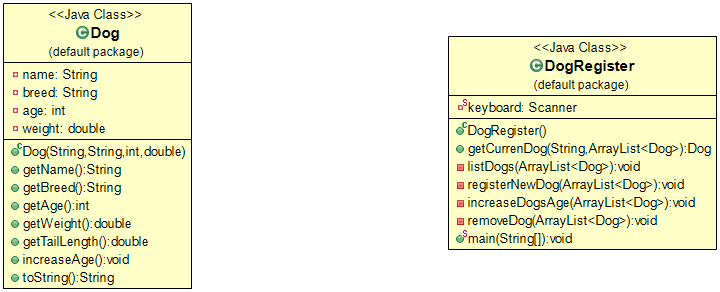 <<Java Class>>
Dog
(default package)
name: String
breed: String
age: int
weight: double
Dog(String,String,int,double)
getName():String
getBreed():String
getAge():int
getWeight():double
getTailLength():double
increaseAge():void
toString():String
<<Java Class>>
DogRegister
(default package)
keyboard: Scanner
DogRegister()
getCurrenDog(String,ArrayList<Dog>):Dog
listDogs(ArrayList<Dog>):void
registerNewDog(ArrayList<Dog>):void
increaseDogsAge(ArrayList<Dog>):void
removeDog(ArrayList<Dog>):void
main(String[]):void